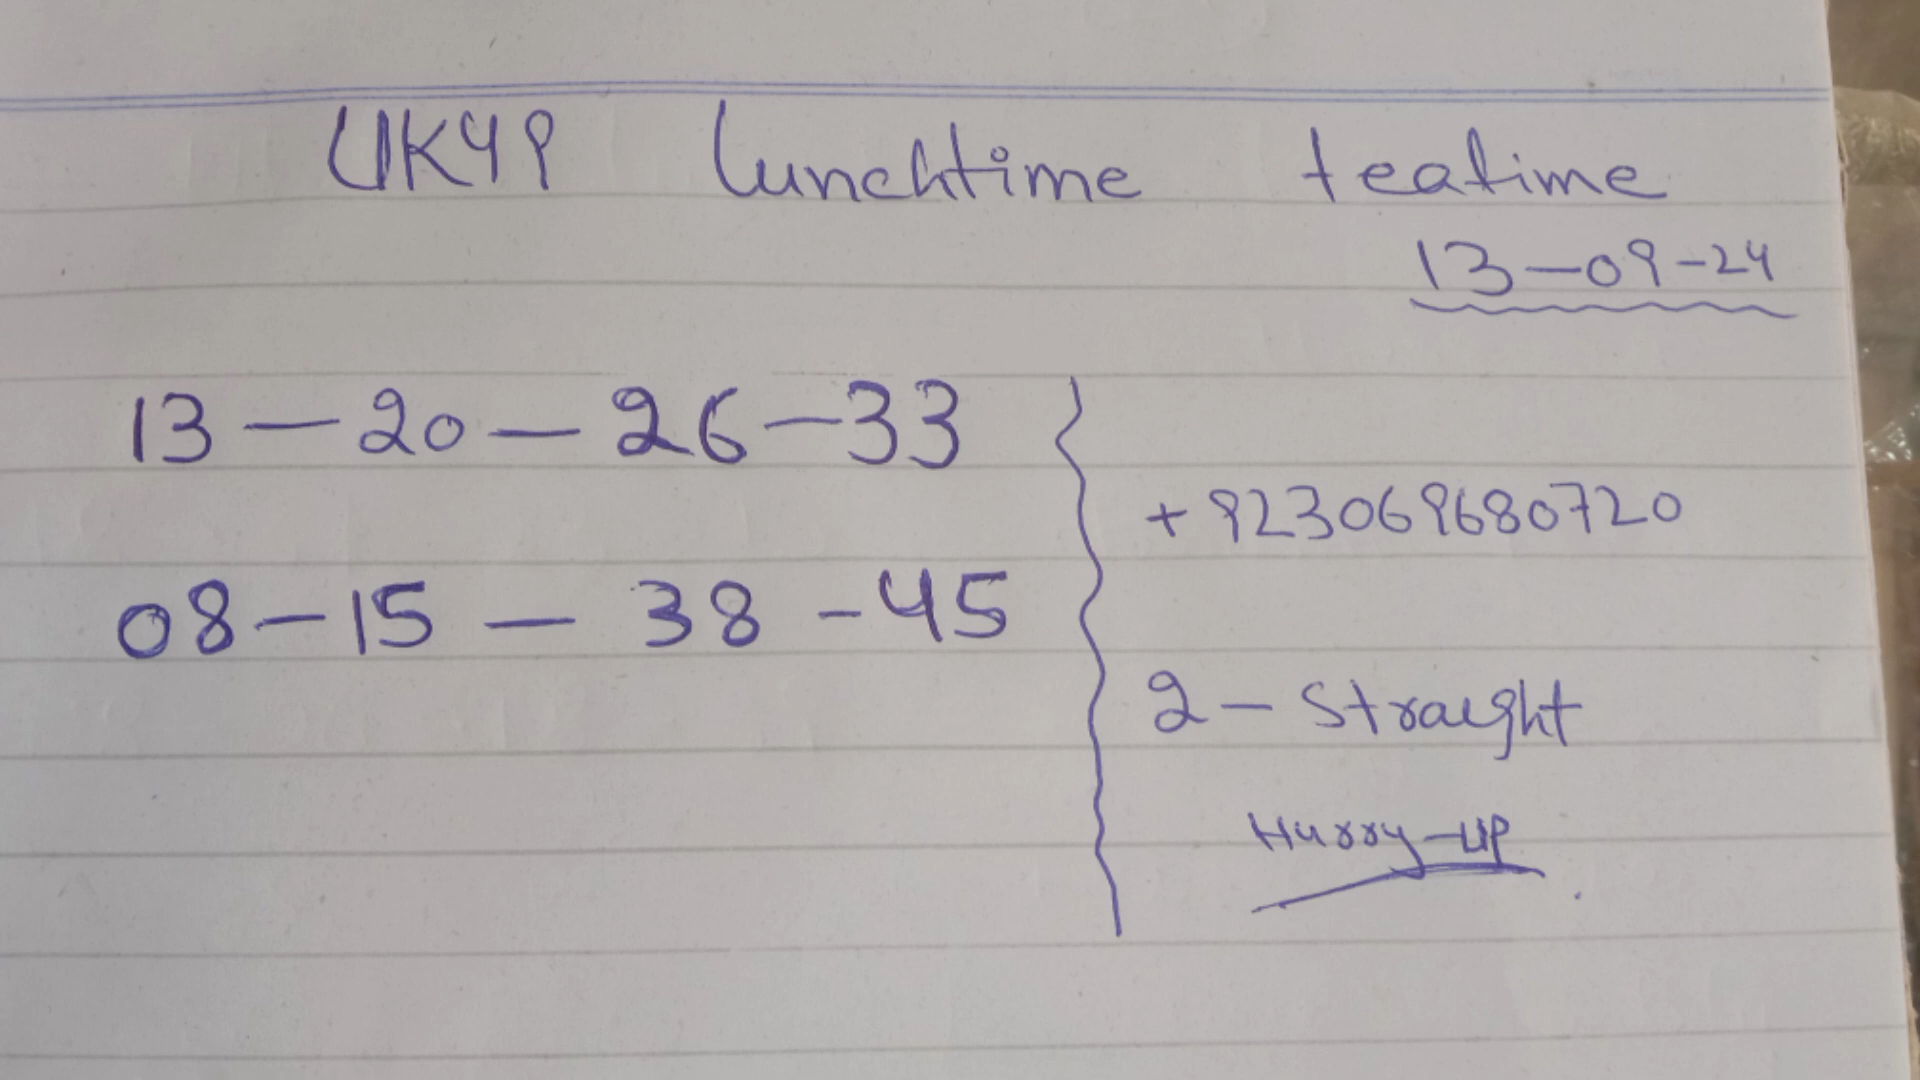 UK49 lunchtime teatime
13-09-24
13-20-26-33
08-15-38-45
+923069680720
2-Straight
Hurry-up